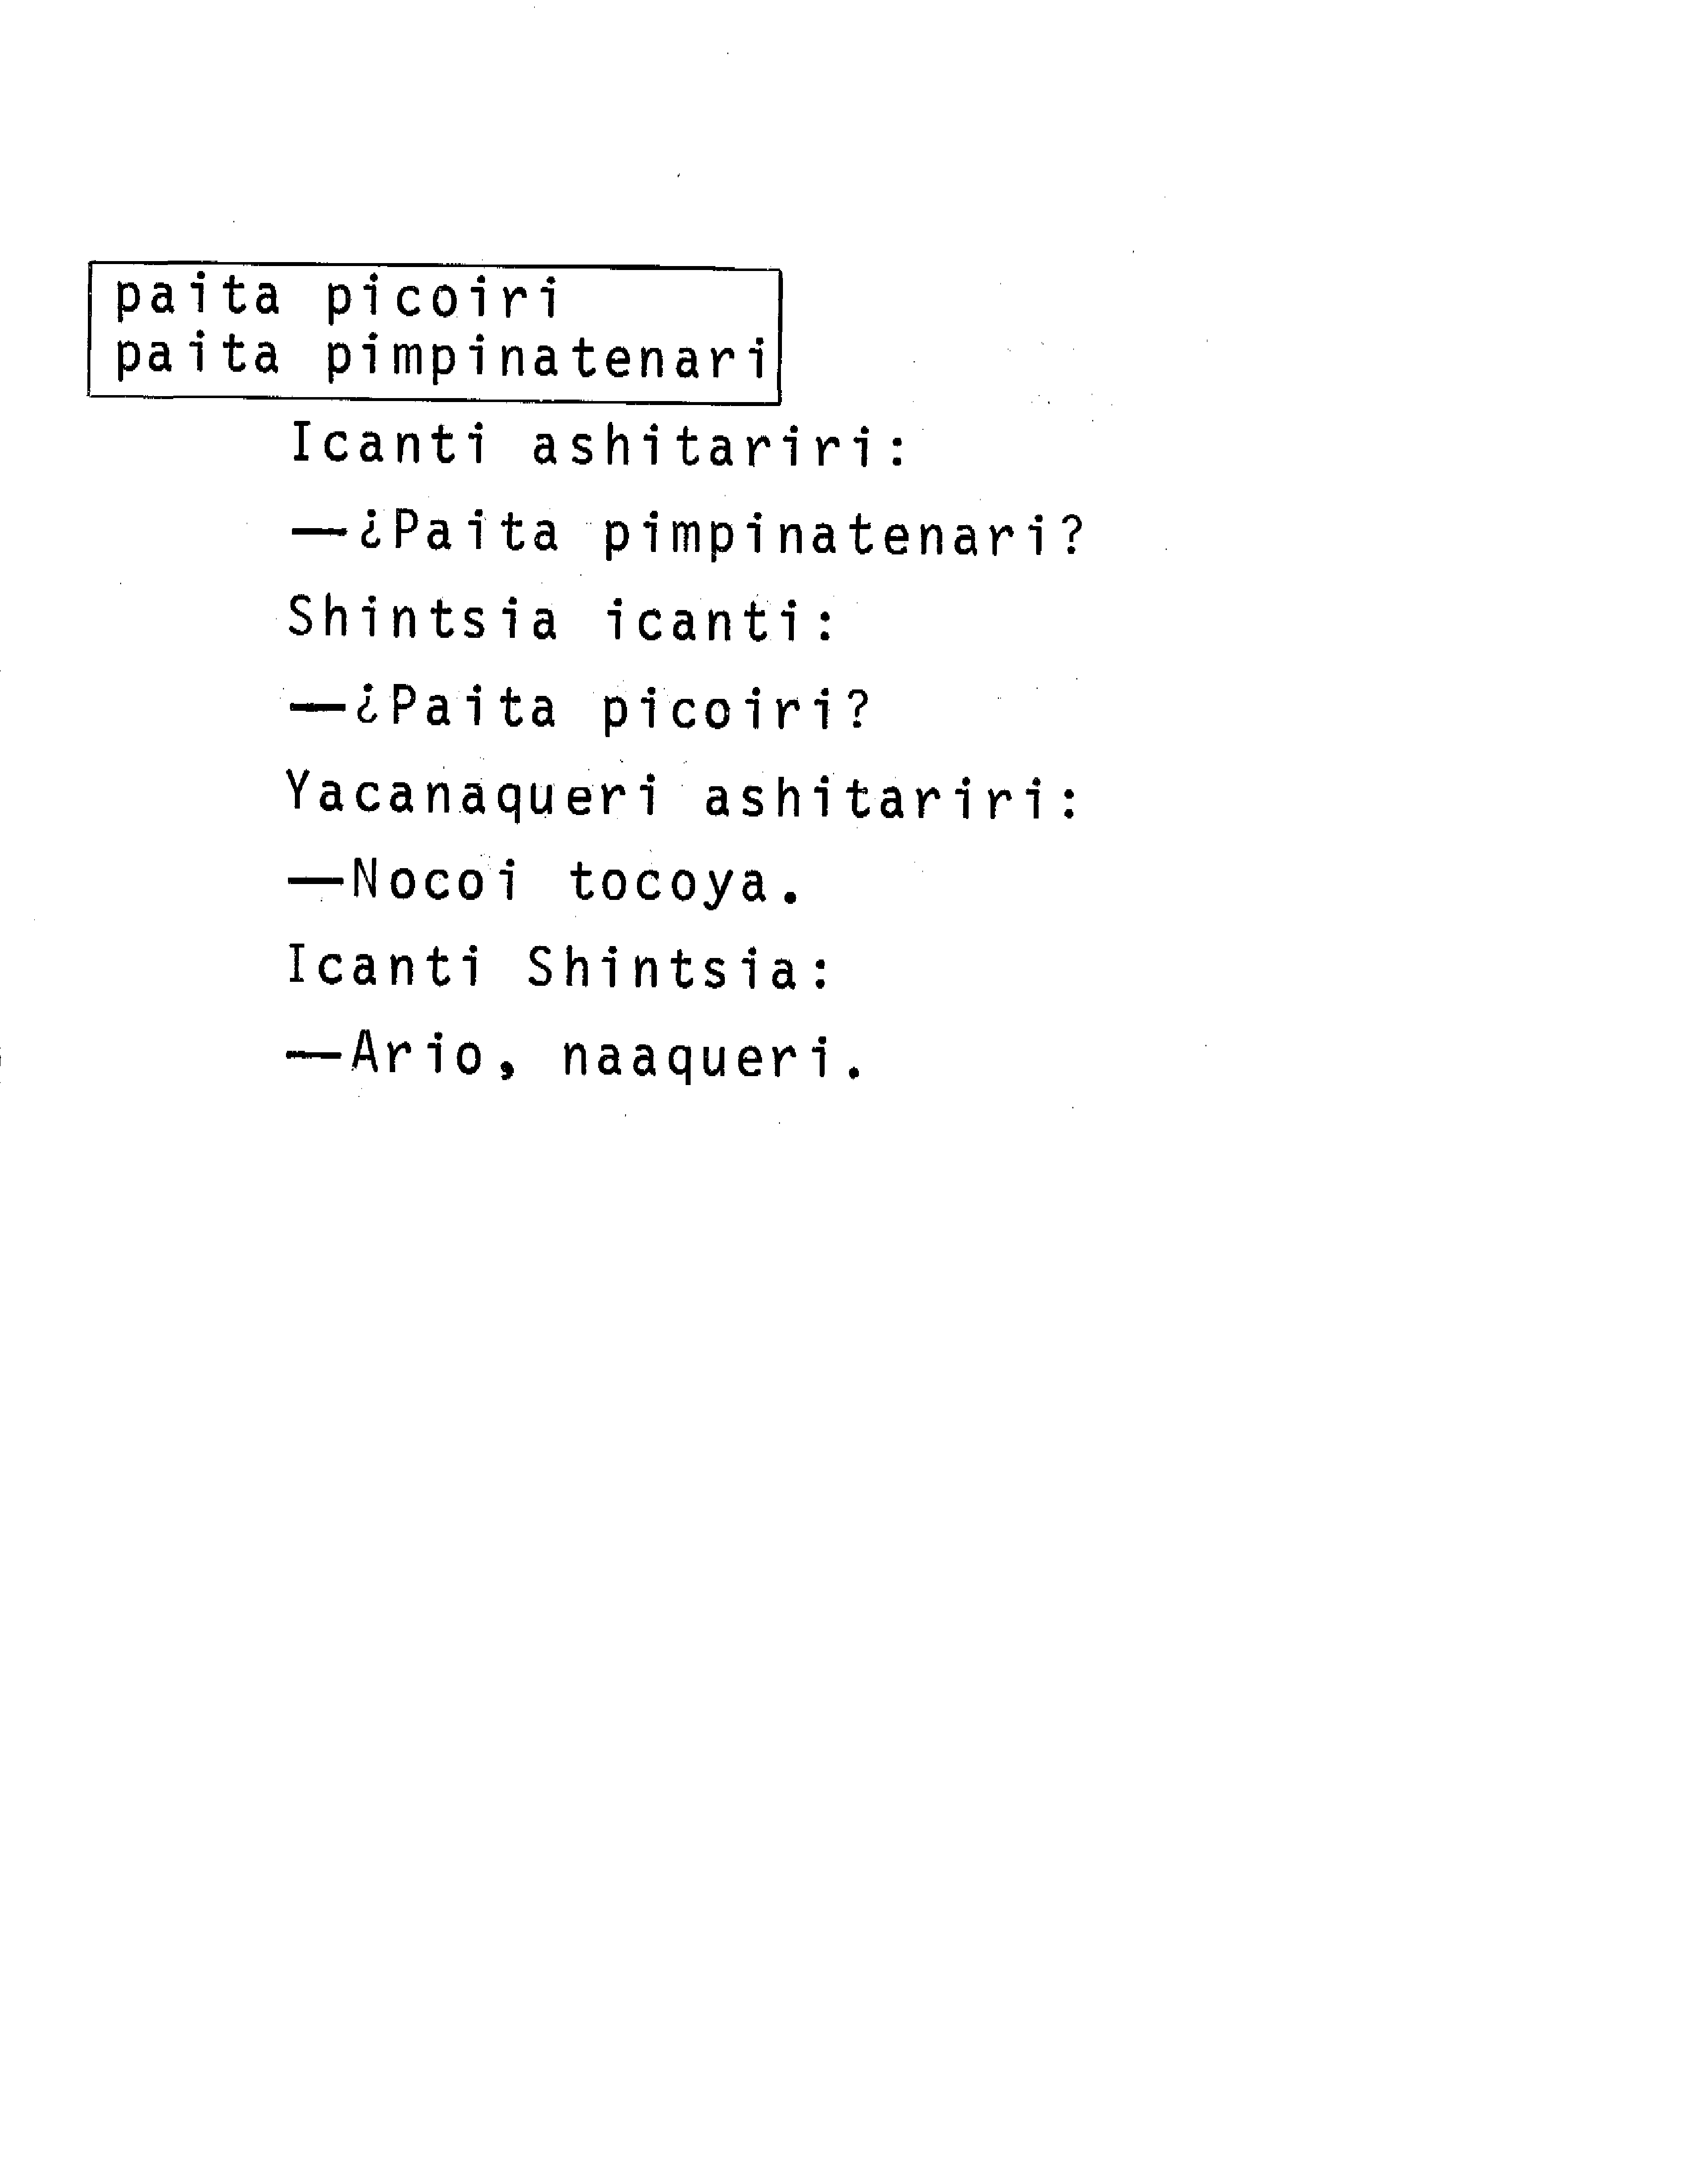 paita picoiri
paita pimpinatenari
Icanti ashitariri:
—¿Paita pimpinatenari?
Shintsia icanti:
—¿Paita picoiri?
Yacanaqueri ashitariri:
—Nocoi tocoya.
Icanti Shintsia:
—Ario, naaqueri.